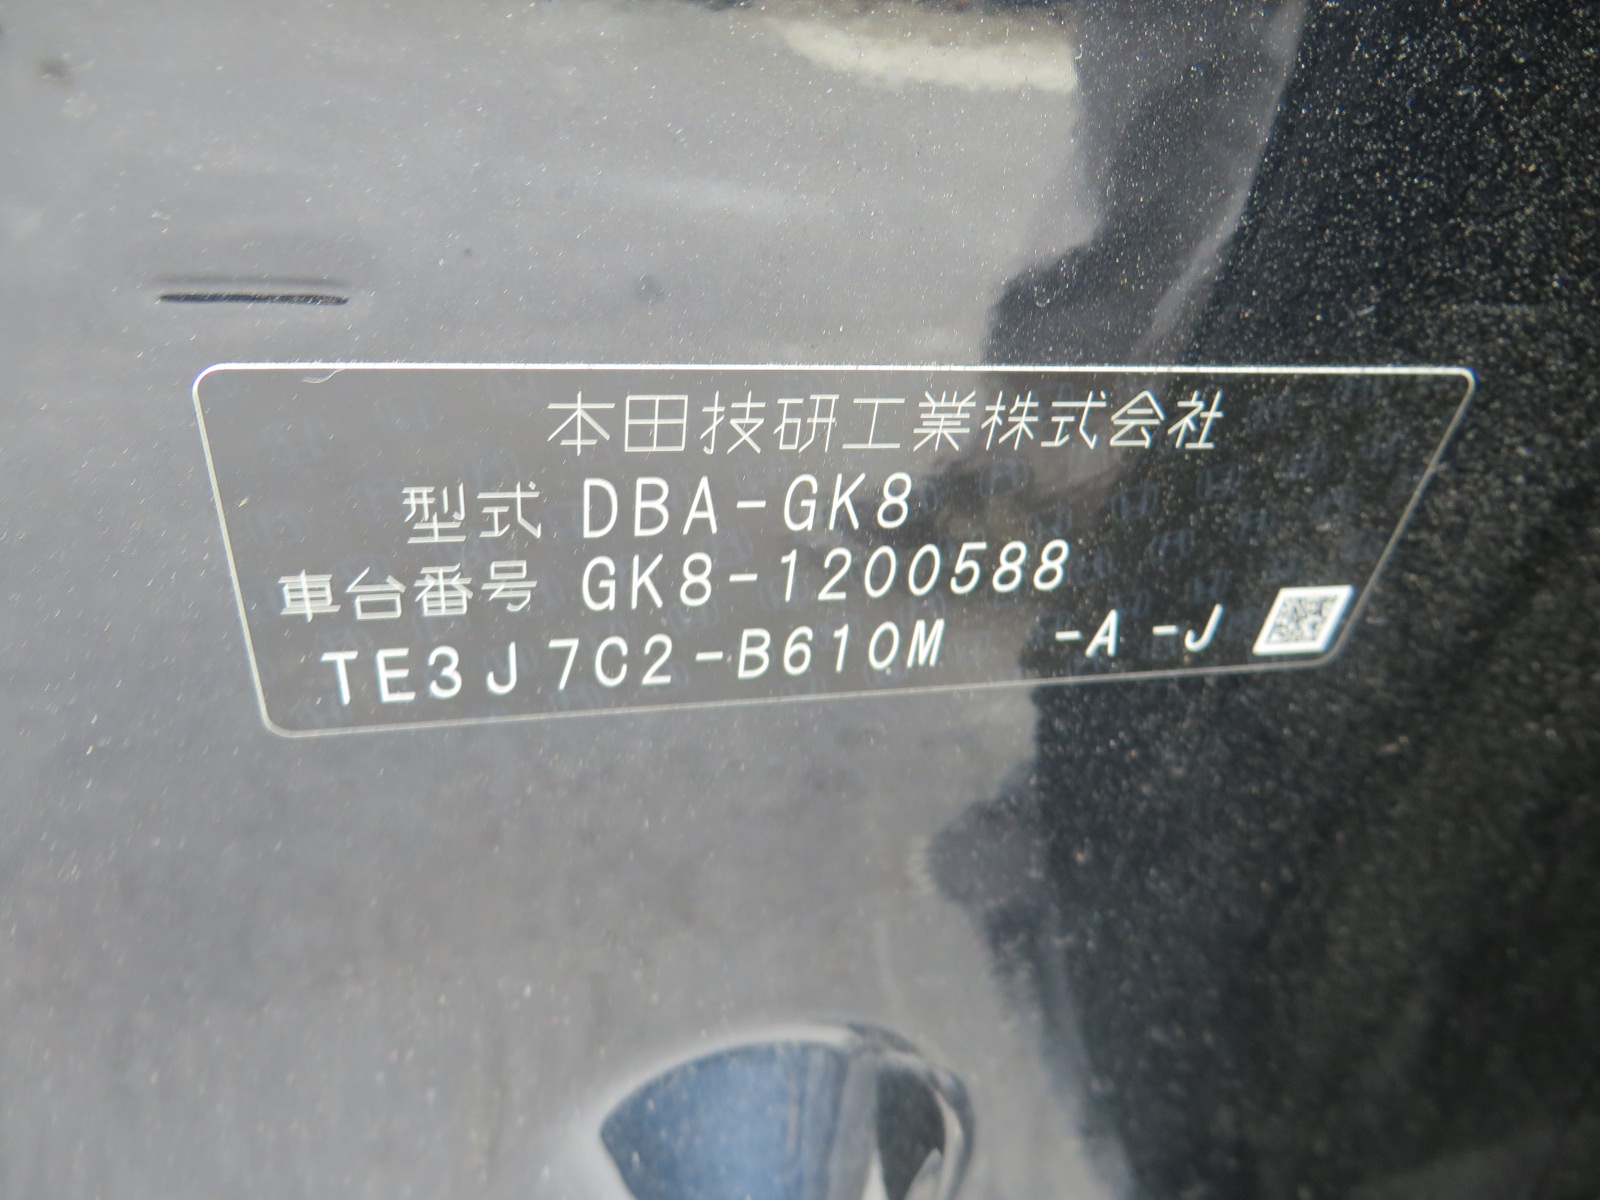 本田技研工業株式会社
型式 DBA-GK8
車台番号 GK8-1200588
TE3J7C2-B610M -A -J